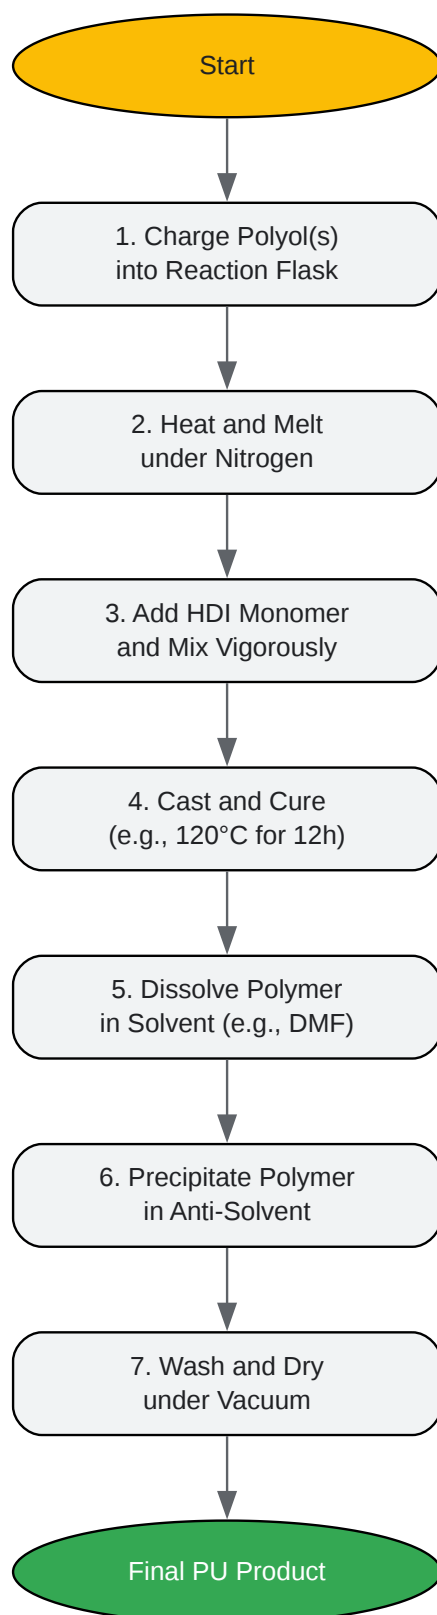 Start
1. Charge Polyol(s)
into Reaction Flask
2. Heat and Melt
under Nitrogen
3. Add HDI Monomer
and Mix Vigorously
4. Cast and Cure
(e.g., 120°C for 12h)
5. Dissolve Polymer
in Solvent (e.g., DMF)
6. Precipitate Polymer
in Anti-Solvent
7. Wash and Dry
under Vacuum
Final PU Product